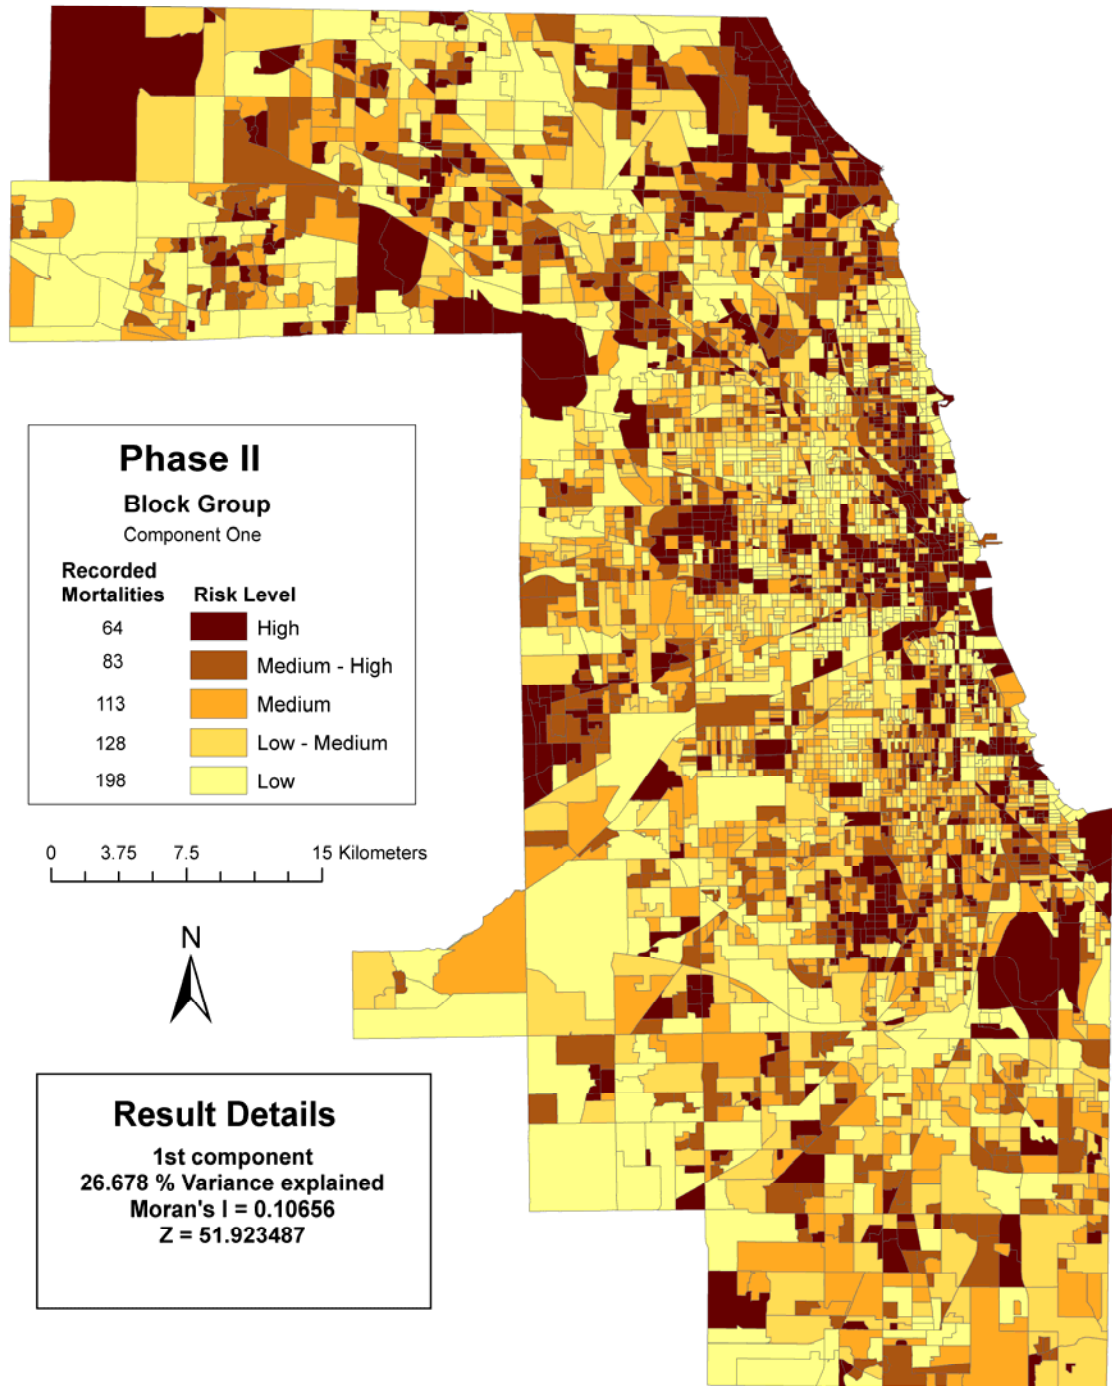 Phase II
Block Group
Component One
Recorded
Mortalities Risk Level
64 High
83 Medium - High
113 Medium
128 Low - Medium
198 Low
0 3.75 7.5 15 Kilometers
N
Result Details
1st component
26.678 % Variance explained
Moran's I = 0.10656
Z = 51.923487